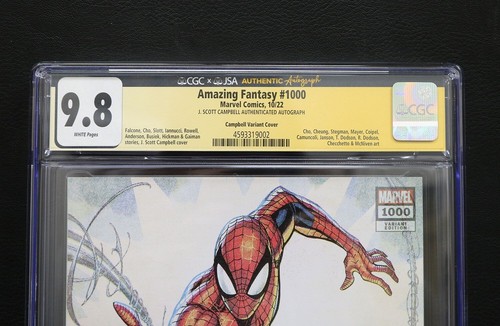 CGC x JSA AUTHENTIC Autograph
Amazing Fantasy #1000
Marvel Comics, 10/22
J. SCOTT CAMPBELL AUTHENTICATED AUTOGRAPH
Campbell Variant Cover
9.8
WHITE Pages
Falcone, Cho, Slott, Iannucci, Rowell,
Anderson, Busiek, Hickman & Gaiman
stories, J. Scott Campbell cover
4593319002
Cho, Cheung, Stegman, Mayer, Coipel,
Camuncoli, Janson, T. Dodson, R. Dodson,
Checchetto & McNiven art
CGC
MARVEL
1000
VARIANT
EDITION